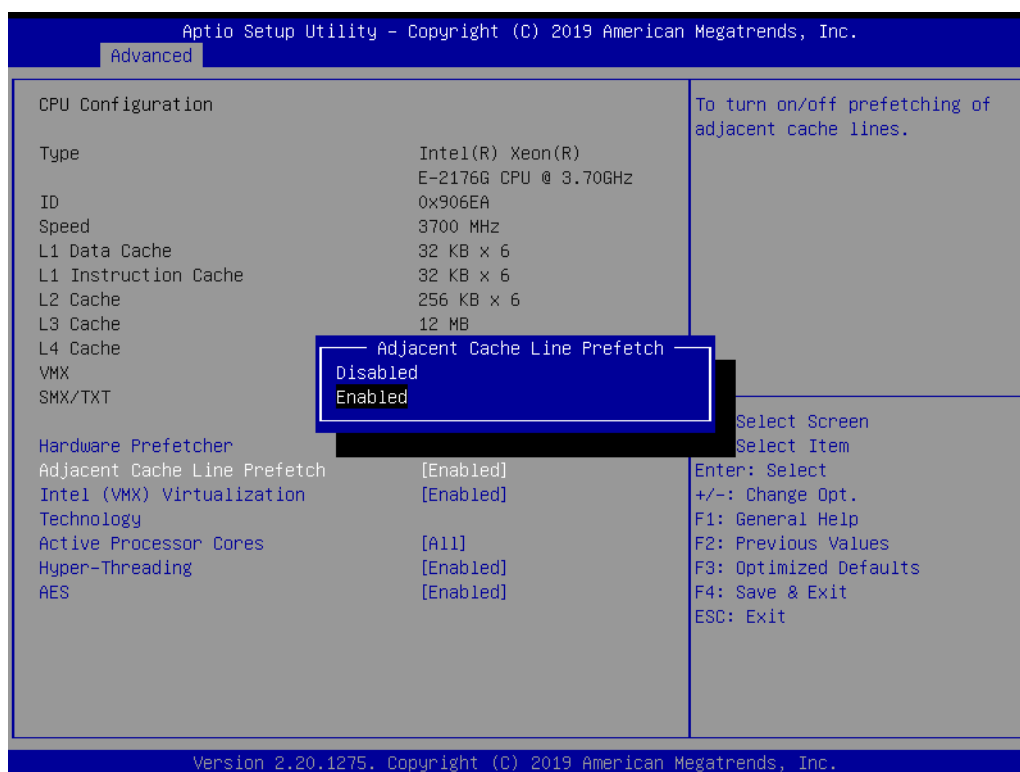 Aptio Setup Utility – Copyright (C) 2019 American Megatrends, Inc.
Advanced
CPU Configuration
Type Intel(R) Xeon(R)
E-2176G CPU @ 3.70GHz
ID 0x906EA
Speed 3700 MHz
L1 Data Cache 32 KB x 6
L1 Instruction Cache 32 KB x 6
L2 Cache 256 KB x 6
L3 Cache 12 MB
L4 Cache
VMX
SMX/TXT
Adjacent Cache Line Prefetch
Disabled
Enabled
Hardware Prefetcher
Adjacent Cache Line Prefetch [Enabled]
Intel (VMX) Virtualization [Enabled]
Technology
Active Processor Cores [All]
Hyper-Threading [Enabled]
AES [Enabled]
To turn on/off prefetching of
adjacent cache lines.
Select Screen
Select Item
Enter: Select
+/-: Change Opt.
F1: General Help
F2: Previous Values
F3: Optimized Defaults
F4: Save & Exit
ESC: Exit
Version 2.20.1275. Copyright (C) 2019 American Megatrends, Inc.